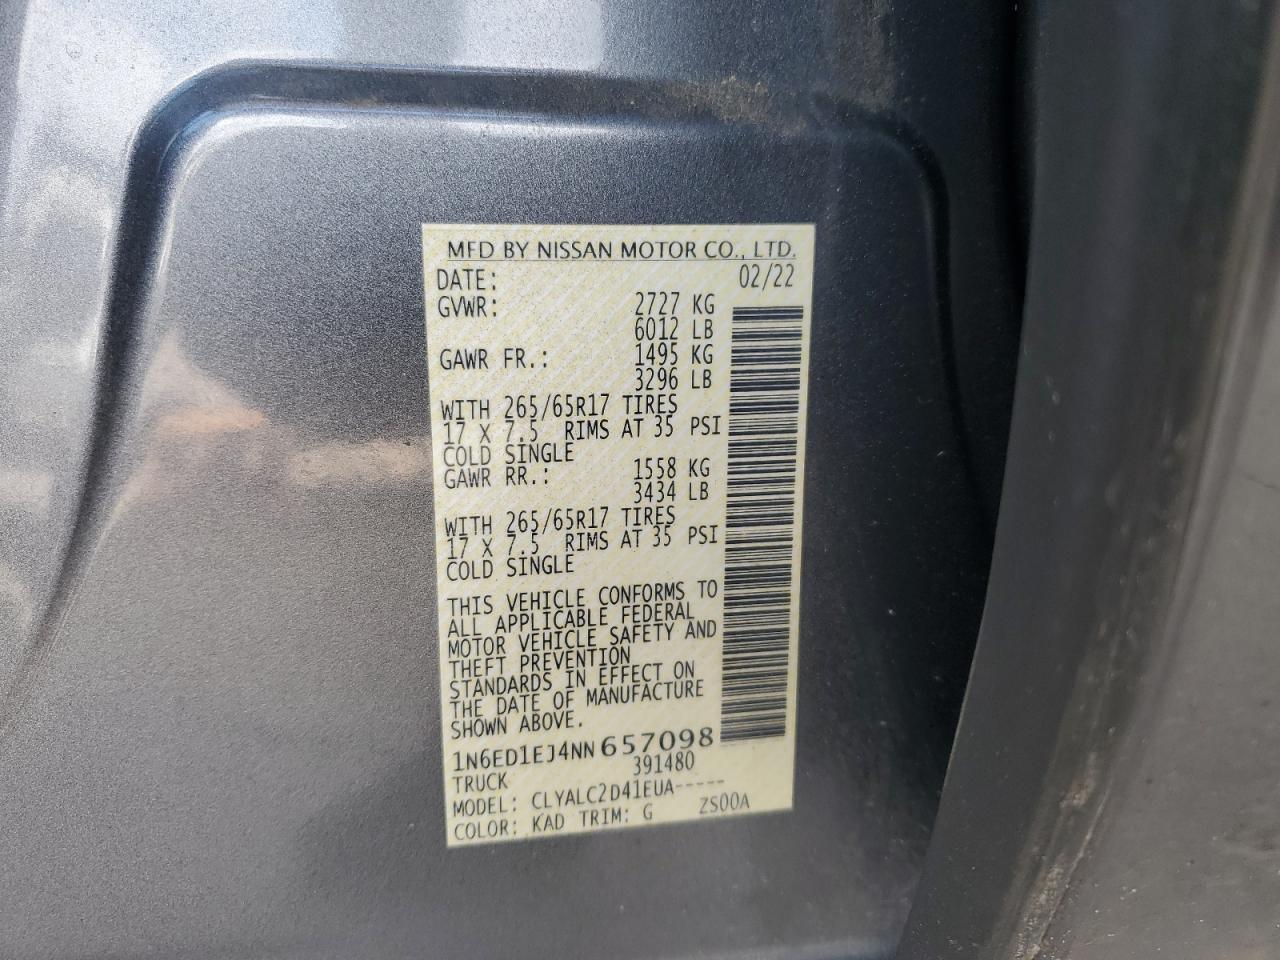 MFD BY NISSAN MOTOR CO., LTD.
DATE: 02/22
GVWR: 2727 KG
6012 LB
GAWR FR.: 1495 KG
3296 LB
WITH 265/65R17 TIRES
17 X 7.5 RIMS AT 35 PSI
COLD SINGLE
GAWR RR.: 1558 KG
3434 LB
WITH 265/65R17 TIRES
17 X 7.5 RIMS AT 35 PSI
COLD SINGLE
THIS VEHICLE CONFORMS TO
ALL APPLICABLE FEDERAL
MOTOR VEHICLE SAFETY AND
THEFT PREVENTION
STANDARDS IN EFFECT ON
THE DATE OF MANUFACTURE
SHOWN ABOVE.
1N6ED1EJ4NN657098
TRUCK 391480
MODEL: CLYALC2D41EUA-----
COLOR: KAD TRIM: G ZS00A